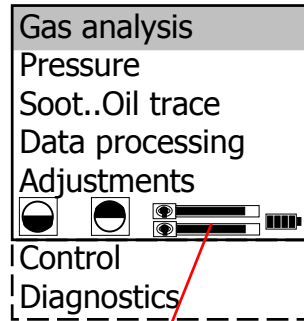 Gas analysis
Pressure
Soot..Oil trace
Data processing
Adjustments
Control
Diagnostics